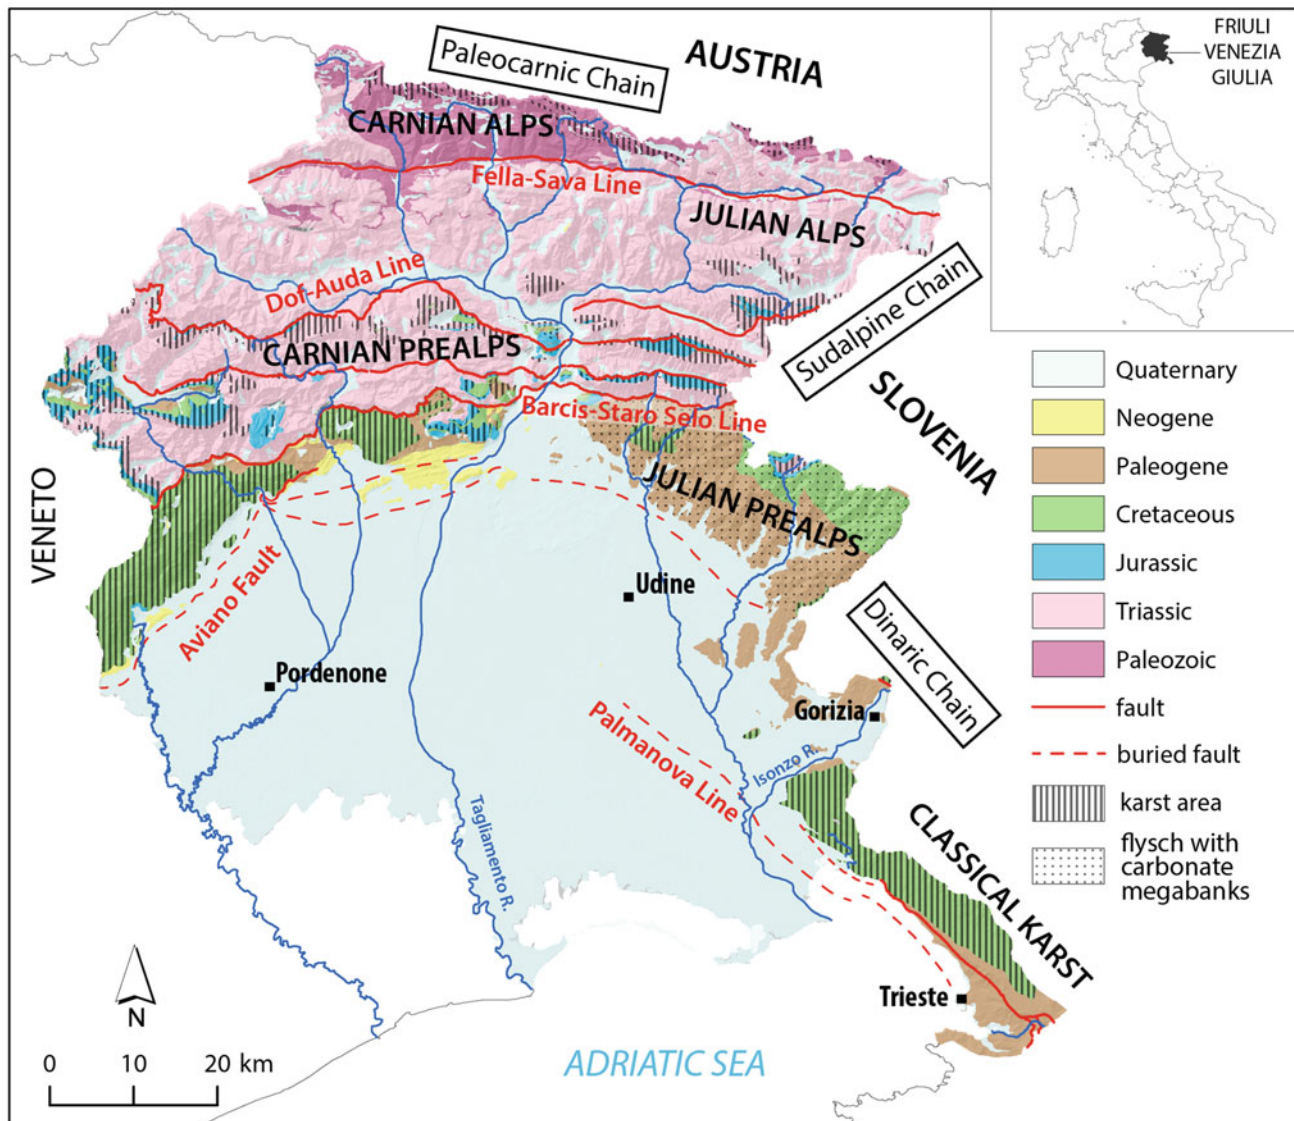 Paleocarnic Chain
AUSTRIA
FRIULI
VENEZIA
GIULIA
CARNIAN ALPS
Fella-Sava Line
JULIAN ALPS
Dof-Auda Line
Sudalpine Chain
CARNIAN PREALPS
SLOVENIA
Barcis-Staro Selo Line
JULIAN PREALPS
VENETO
Udine
Aviano Fault
Pordenone
Dinaric Chain
Gorizia
Palmanova Line
Isonzo R.
Tagliamento R.
CLASSICAL KARST
Trieste
ADRIATIC SEA
N
0 10 20 km
Quaternary
Neogene
Paleogene
Cretaceous
Jurassic
Triassic
Paleozoic
fault
buried fault
karst area
flysch with
carbonate
megabanks